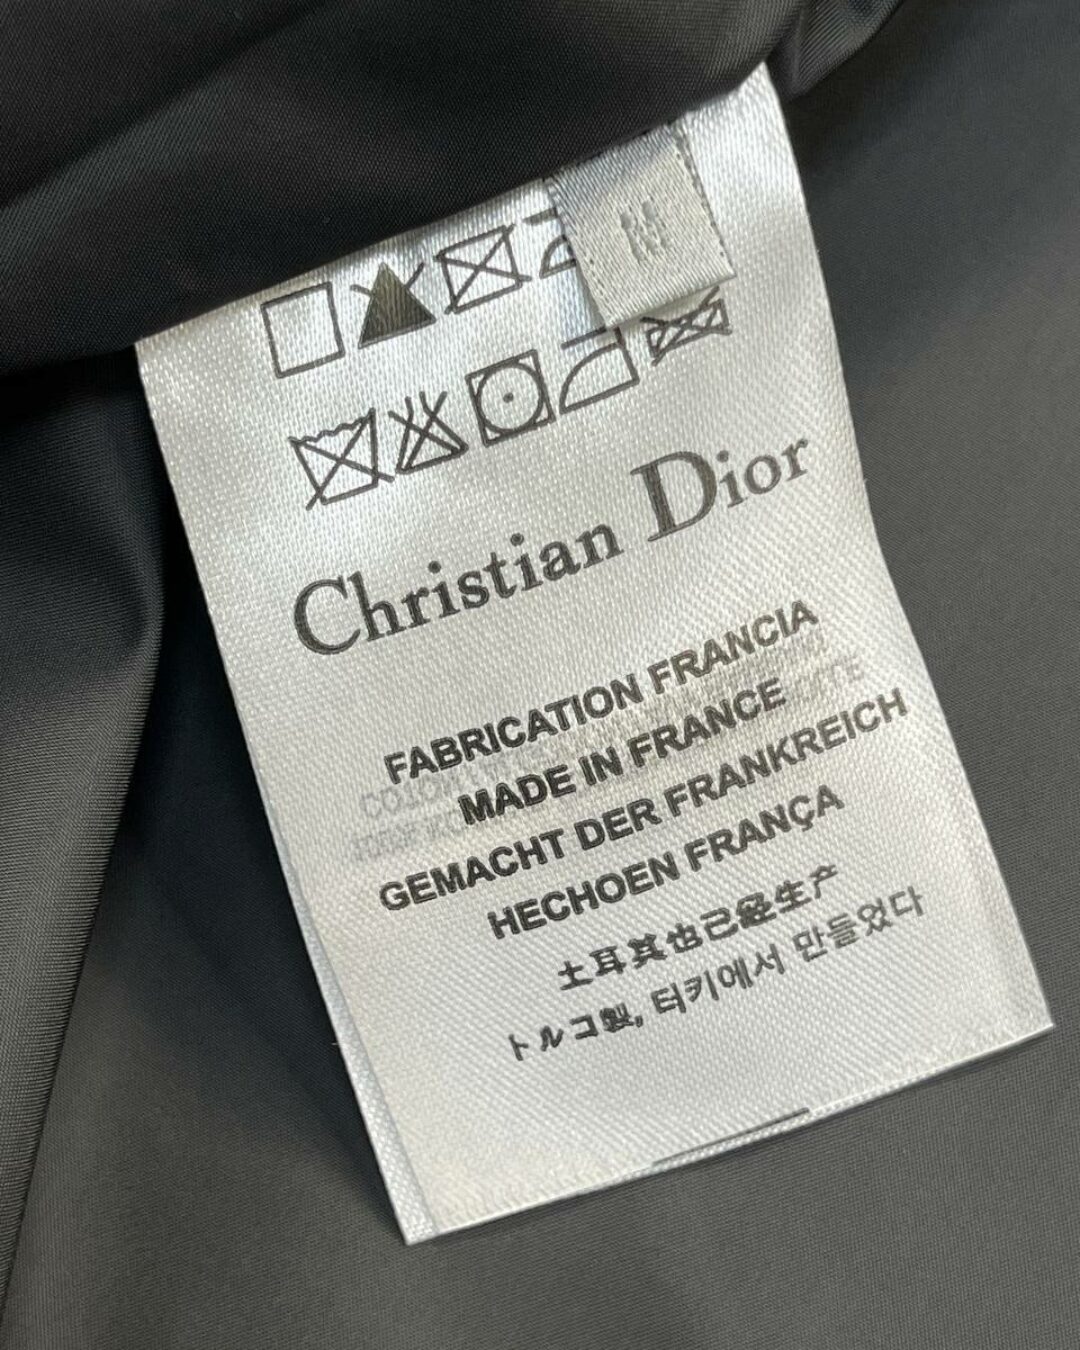 M
Christian Dior
FABRICATION FRANCIA
MADE IN FRANCE
GEMACHT DER FRANKREICH
HECHOEN FRANÇA
土耳其也已经生产
トルコ製, 터키에서 만들었다